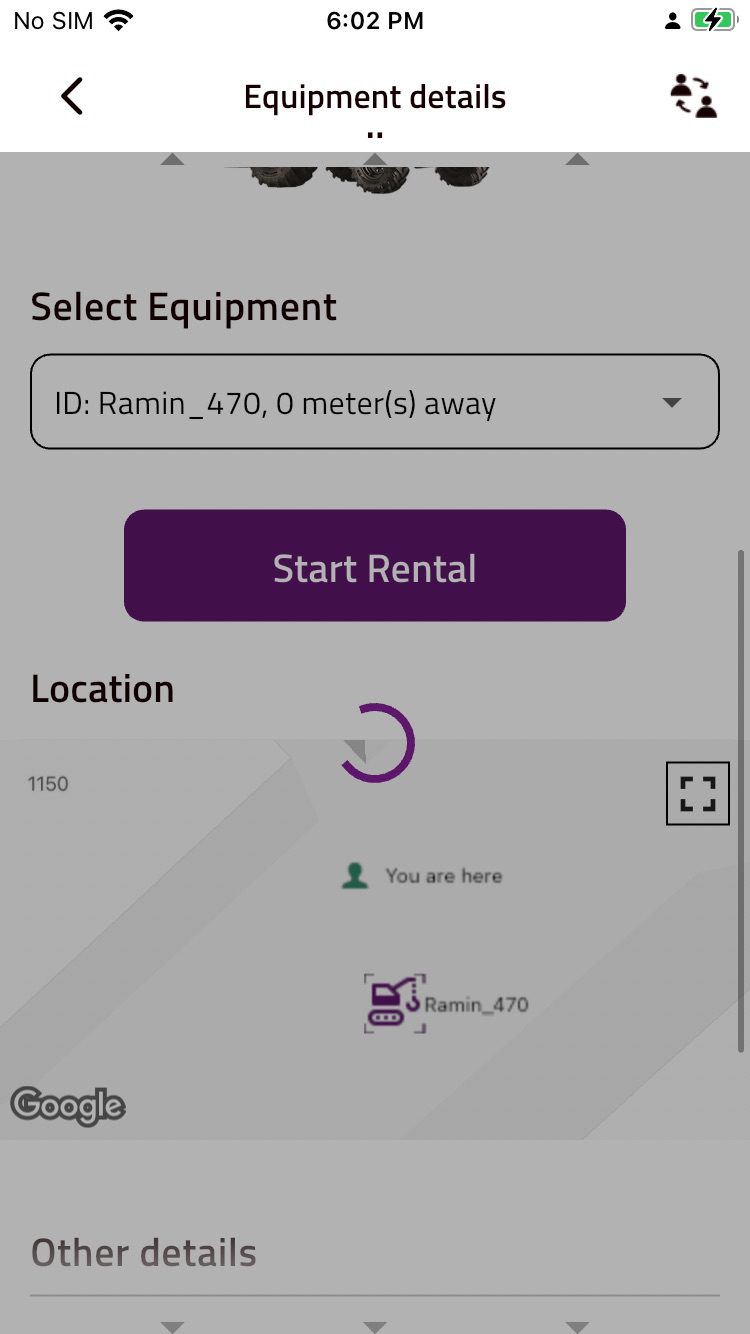 No SIM 6:02 PM
Equipment details
..
Select Equipment
ID: Ramin_470, 0 meter(s) away
Start Rental
Location
1150
You are here
Ramin_470
Google
Other details